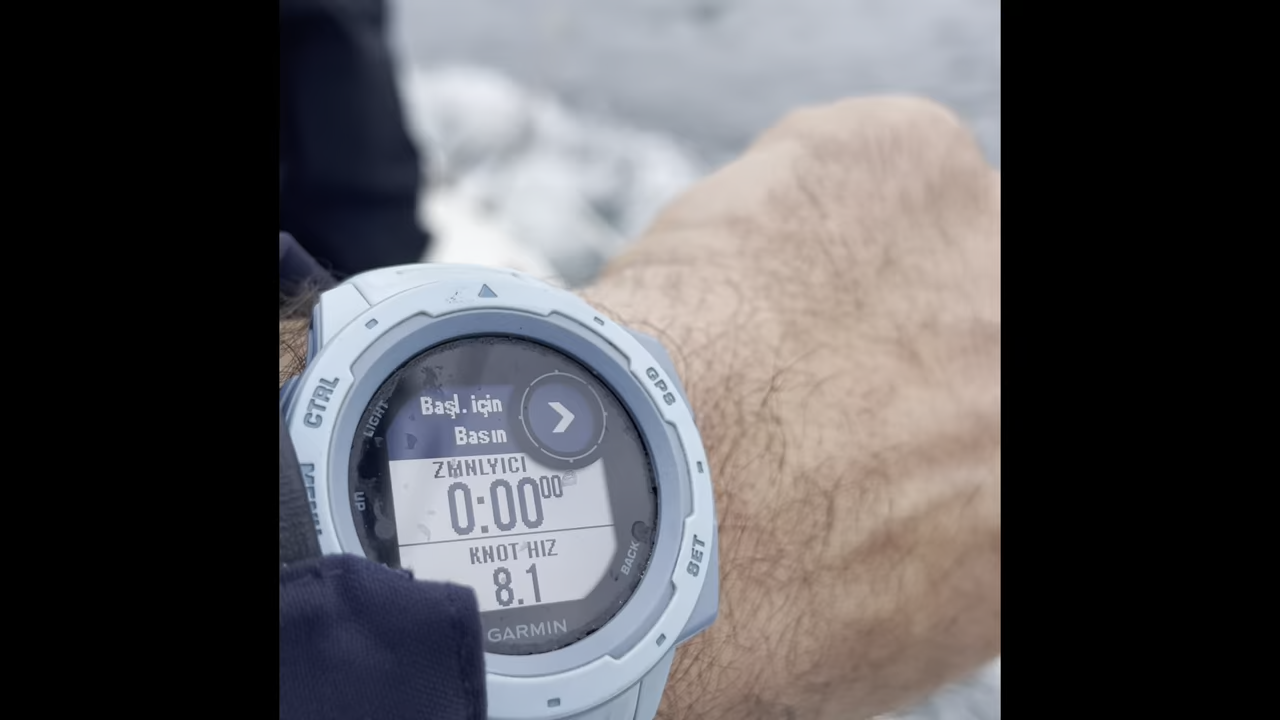 Başl. için
Basın
ZMNLYICI
0:00⁰⁰
KNOT HIZ
8.1
GARMIN
CTRL
LIGHT
UP
GPS
SET
BACK